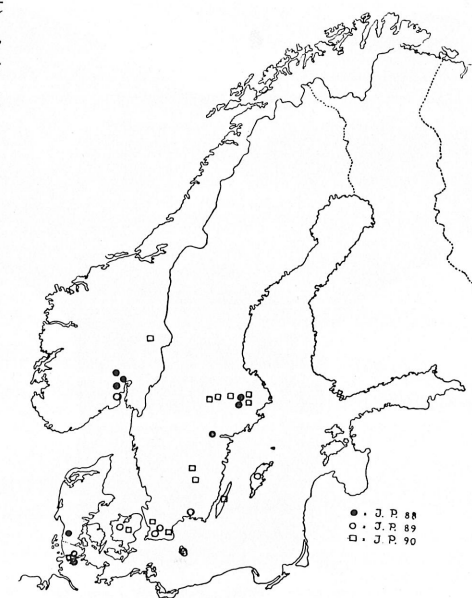 ● . J. P. 88
○ . J. P. 89
□ . J. P. 90